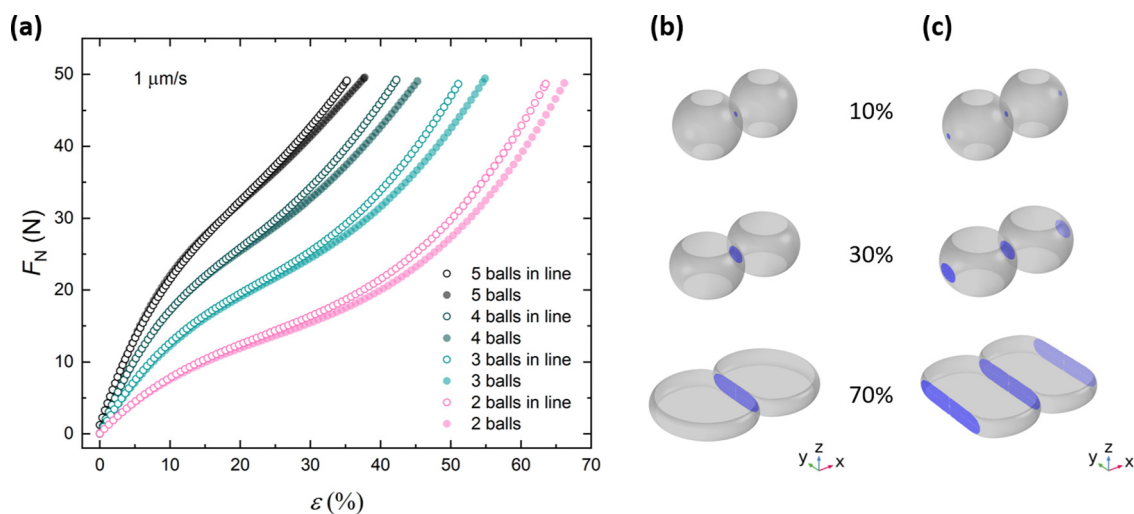 (a)
F_N (N)
50
40
30
20
10
0
1 μm/s
5 balls in line
5 balls
4 balls in line
4 balls
3 balls in line
3 balls
2 balls in line
2 balls
0 10 20 30 40 50 60 70
ε (%)
(b) (c)
10%
30%
70%
y z x
y z x